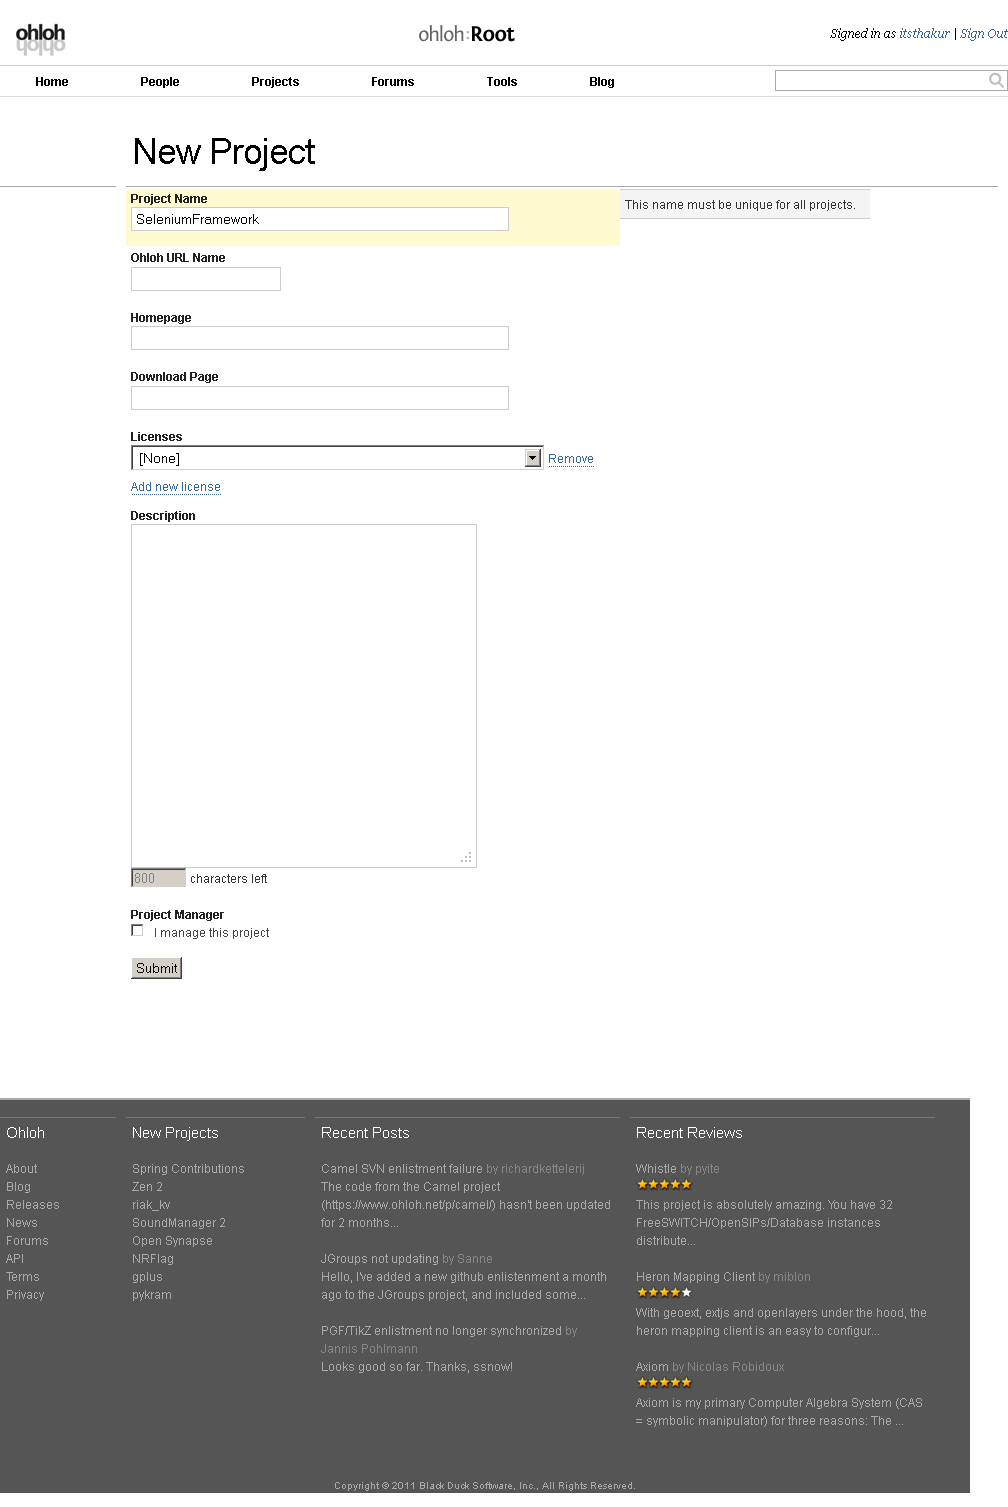 ohloh
ohloh:Root
Signed in as itsthakur | Sign Out
Home People Projects Forums Tools Blog
New Project
Project Name
SeleniumFramework
This name must be unique for all projects.
Ohloh URL Name
Homepage
Download Page
Licenses
[None]
Remove
Add new license
Description
800 characters left
Project Manager
I manage this project
Submit
Ohloh
About
Blog
Releases
News
Forums
API
Terms
Privacy
New Projects
Spring Contributions
Zen 2
riak_kv
SoundManager 2
Open Synapse
NRFlag
gplus
pykram
Recent Posts
Camel SVN enlistment failure by richardkettelerij
The code from the Camel project
(https://www.ohloh.net/p/camel/) hasn't been updated
for 2 months...
JGroups not updating by Sanne
Hello, I've added a new github enlistenment a month
ago to the JGroups project, and included some...
PGF/TikZ enlistment no longer synchronized by
Jannis Pohlmann
Looks good so far. Thanks, ssnow!
Recent Reviews
Whistle by pyite
This project is absolutely amazing. You have 32
FreeSWITCH/OpenSIPs/Database instances
distribute...
Heron Mapping Client by miblon
With geoext, extjs and openlayers under the hood, the
heron mapping client is an easy to configur...
Axiom by Nicolas Robidoux
Axiom is my primary Computer Algebra System (CAS
= symbolic manipulator) for three reasons: The ...
Copyright © 2011 Black Duck Software, Inc., All Rights Reserved.